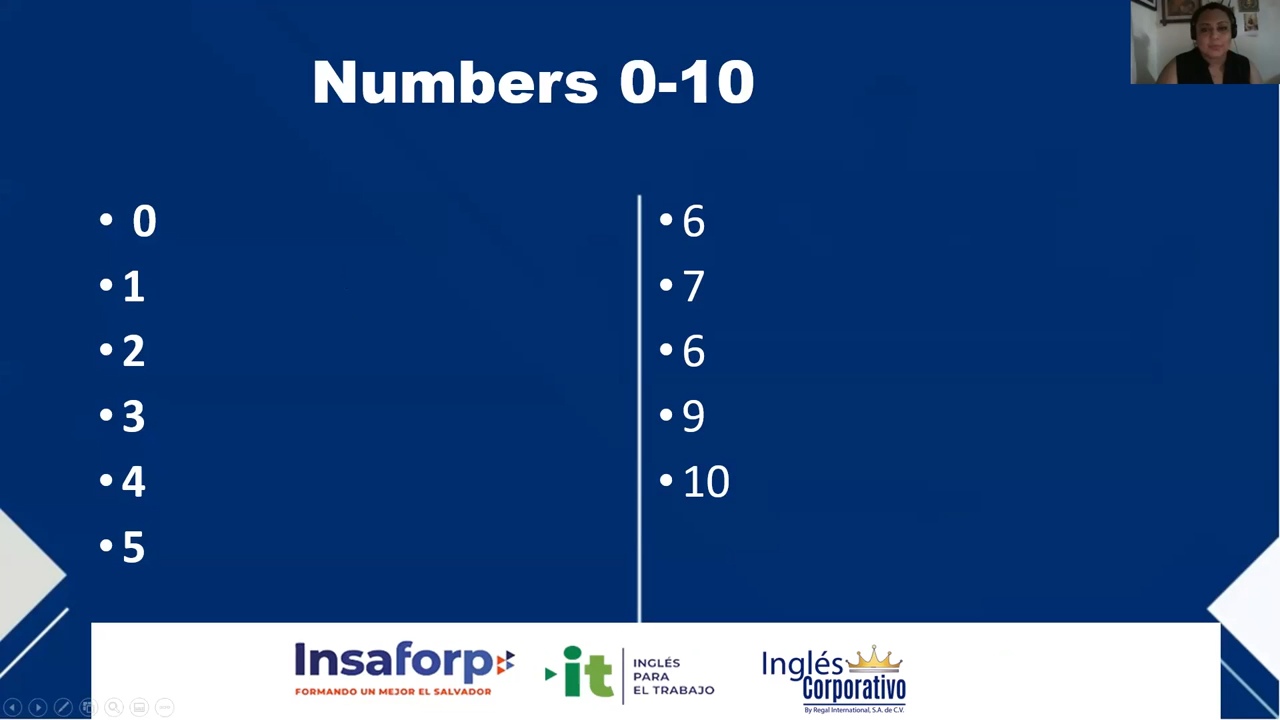 Numbers 0-10
• 0
• 1
• 2
• 3
• 4
• 5
• 6
• 7
• 6
• 9
• 10
Insaforp
FORMANDO UN MEJOR EL SALVADOR
it
INGLÉS
PARA
EL TRABAJO
Inglés
Corporativo
By Regal International, S.A. de C.V.